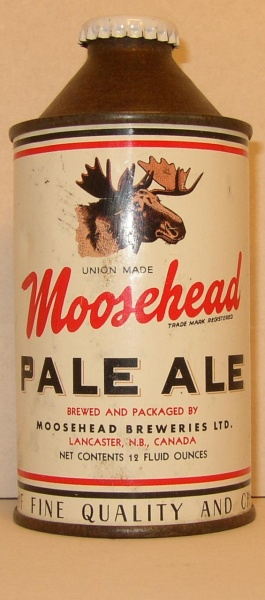 UNION MADE
Moosehead
TRADE MARK REGISTERED
PALE ALE
BREWED AND PACKAGED BY
MOOSEHEAD BREWERIES LTD.
LANCASTER, N.B., CANADA
NET CONTENTS 12 FLUID OUNCES
FINE QUALITY AND